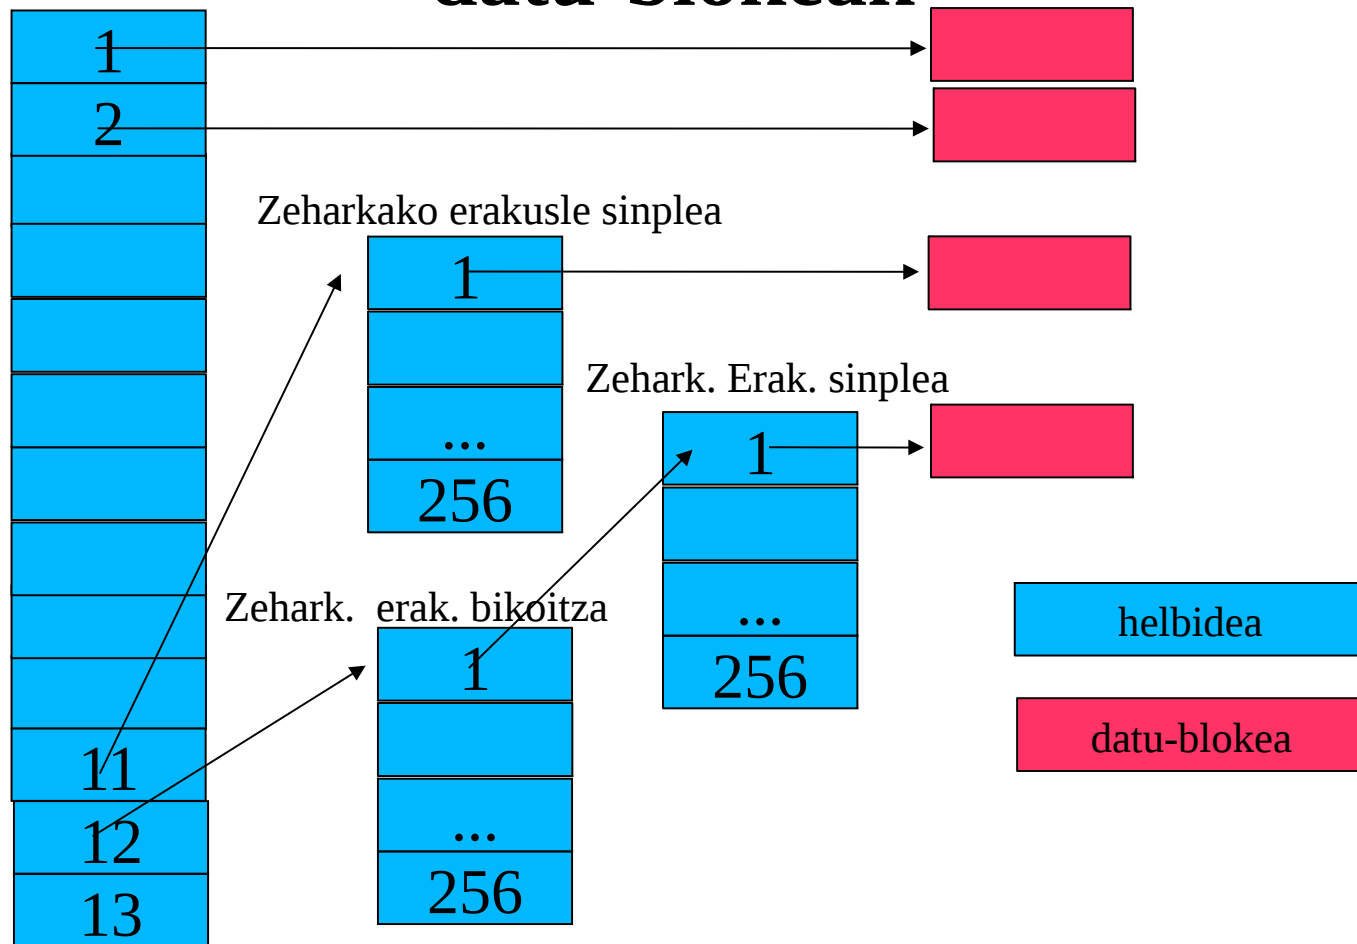 1
2
Zeharkako erakusle sinplea
1
Zehark. Erak. sinplea
...
1
256
Zehark. erak. bikoitza
...
helbidea
1
256
11
datu-blokea
...
12
256
13